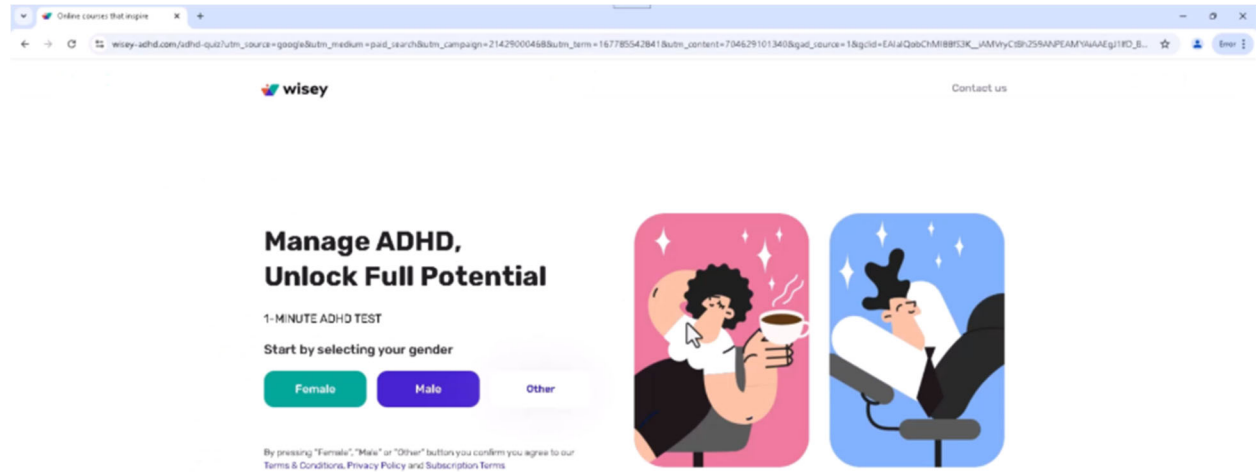 Online courses that inspire
wisey
Contact us
Manage ADHD,
Unlock Full Potential
1-MINUTE ADHD TEST
Start by selecting your gender
Female
Male
Other
By pressing "Female", "Male" or "Other" button you confirm you agree to our
Terms & Conditions, Privacy Policy and Subscription Terms